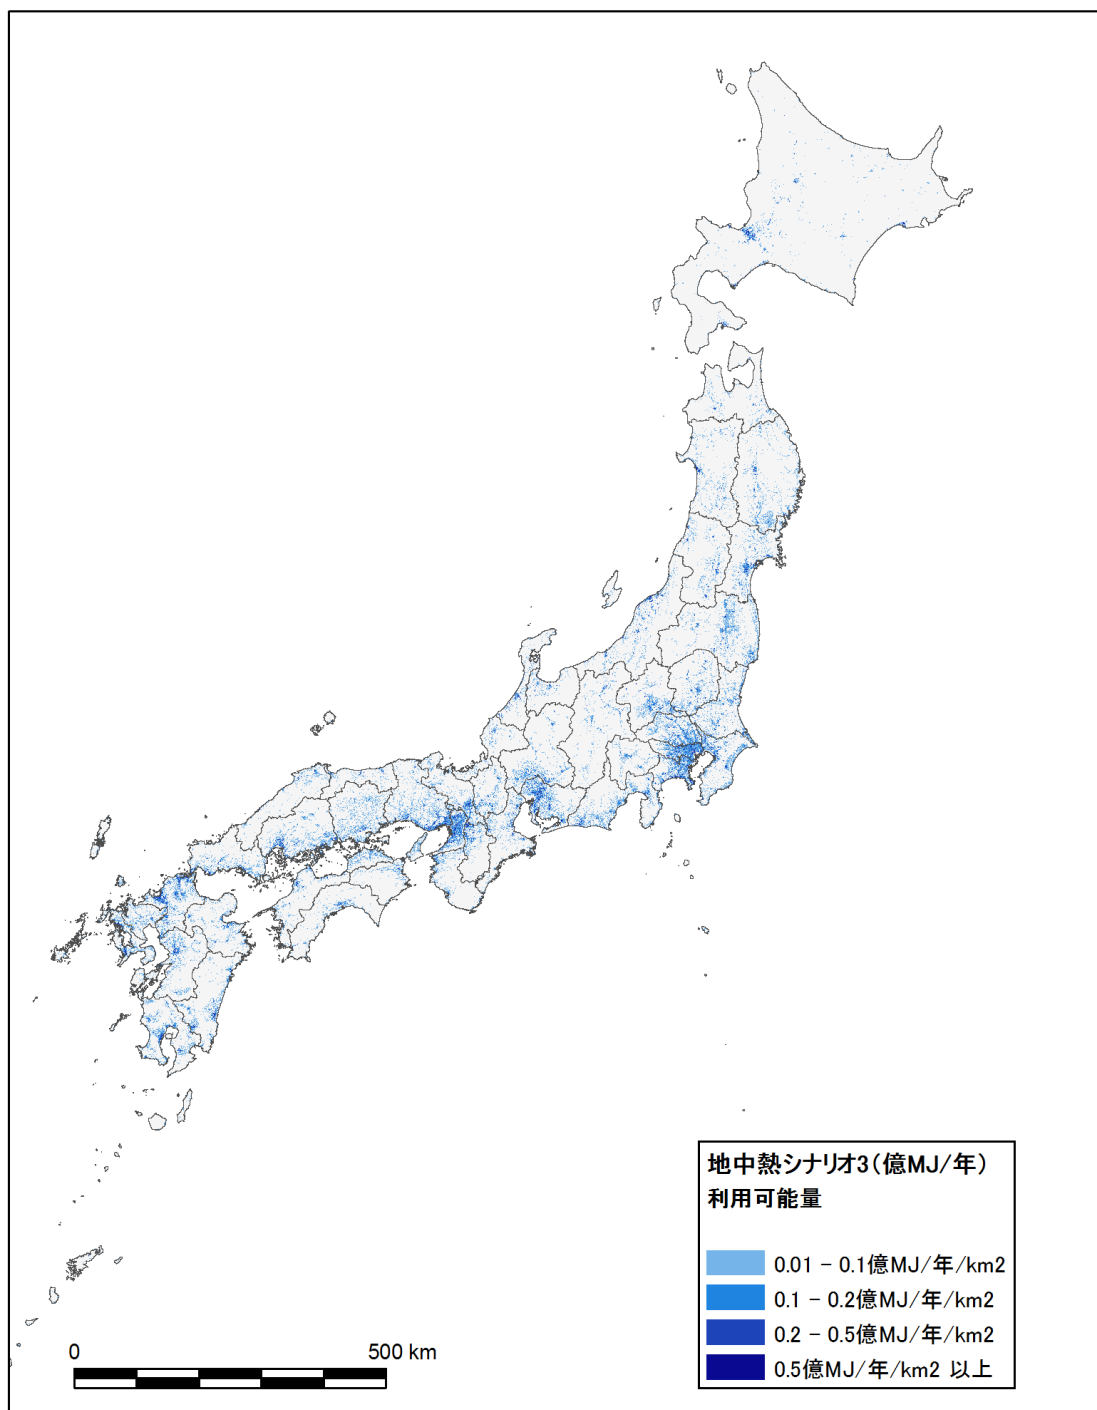 地中熱シナリオ3(億MJ/年)
利用可能量
0.01 - 0.1億MJ/年/km2
0.1 - 0.2億MJ/年/km2
0.2 - 0.5億MJ/年/km2
0.5億MJ/年/km2 以上
0 500 km